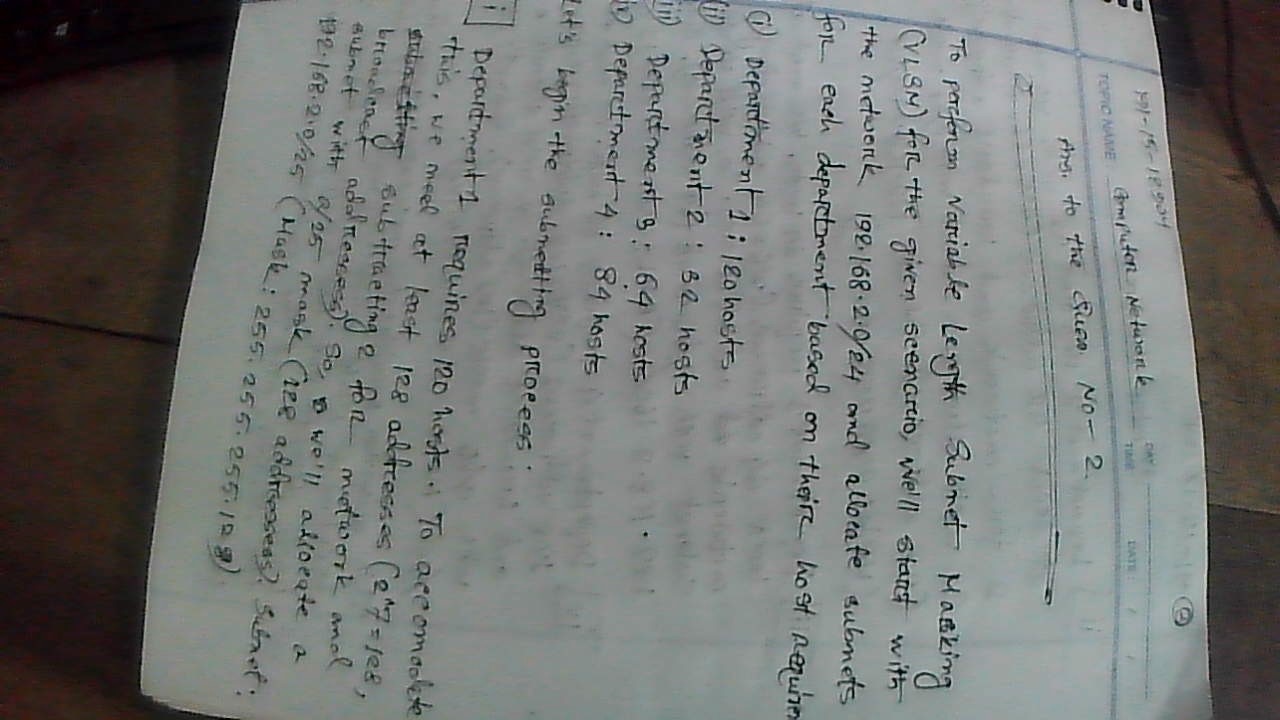 2
191-15-12504
TOPIC NAME : Computer Network DAY :
TIME : DATE : / /
Ans. to the Ques. NO - 2.
To perform Variable Length Subnet Masking
(VLSM) for the given scenario, We'll start with
the network 192.168.2.0/24 and allocate subnets
for each department based on their host require
(i) Department 1 : 120 hosts
(ii) Department 2 : 32 hosts
(iii) Department 3 : 64 hosts
(iv) Department 4 : 84 hosts
Let's begin the subnetting process :
i Department 1 requires 120 hosts. To accomodate
this, we need at least 128 addresses (2^7=128,
subtracting 2 for network and
broadcast addresses). So, we'll allocate a
subnet with a/25 mask (128 addresses). Subnet:
192.168.2.0/25 (Mask: 255.255.255.128)